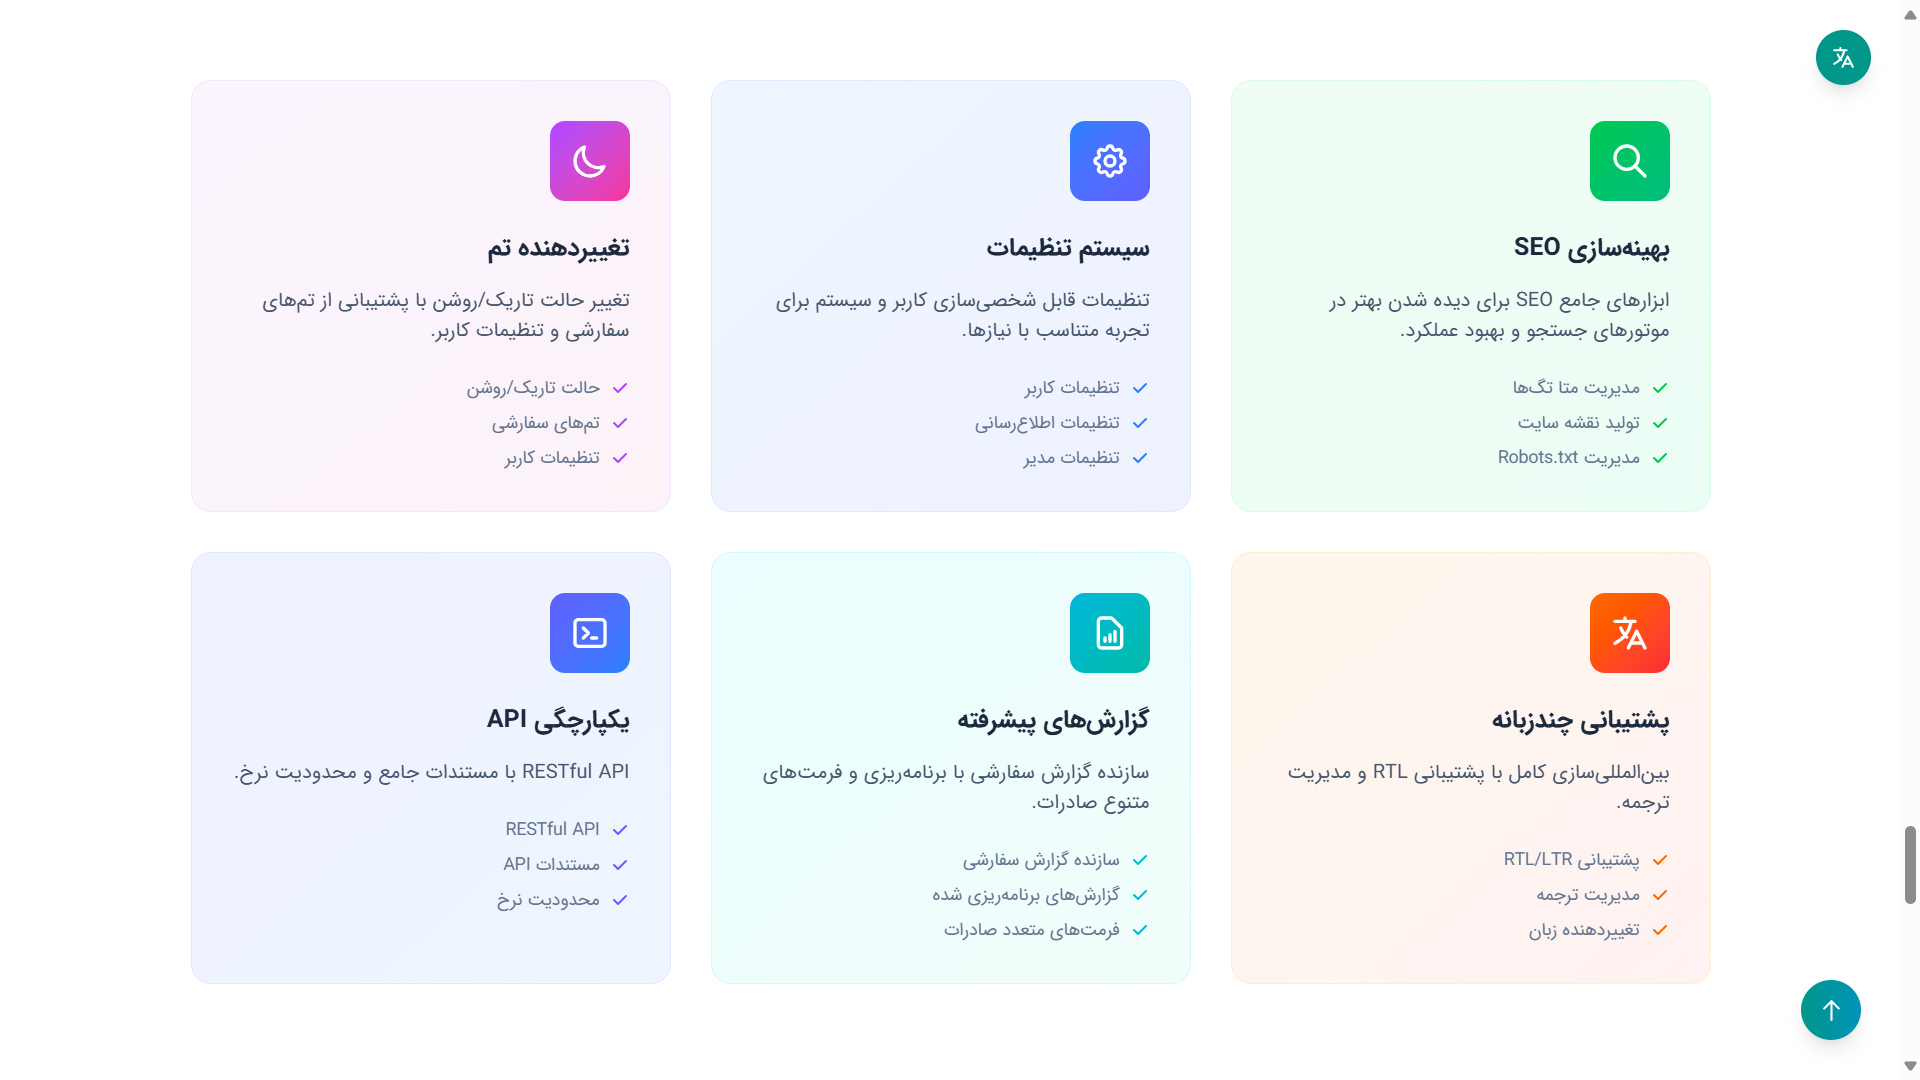 بهینه‌سازی SEO
ابزارهای جامع SEO برای دیده شدن بهتر در
موتورهای جستجو و بهبود عملکرد.
مدیریت متا تگ‌ها
تولید نقشه سایت
مدیریت Robots.txt
سیستم تنظیمات
تنظیمات قابل شخصی‌سازی کاربر و سیستم برای
تجربه متناسب با نیازها.
تنظیمات کاربر
تنظیمات اطلاع‌رسانی
تنظیمات مدیر
تغییردهنده تم
تغییر حالت تاریک/روشن با پشتیبانی از تم‌های
سفارشی و تنظیمات کاربر.
حالت تاریک/روشن
تم‌های سفارشی
تنظیمات کاربر
پشتیبانی چندزبانه
بین‌المللی‌سازی کامل با پشتیبانی RTL و مدیریت
ترجمه.
پشتیبانی RTL/LTR
مدیریت ترجمه
تغییردهنده زبان
گزارش‌های پیشرفته
سازنده گزارش سفارشی با برنامه‌ریزی و فرمت‌های
متنوع صادرات.
سازنده گزارش سفارشی
گزارش‌های برنامه‌ریزی شده
فرمت‌های متعدد صادرات
یکپارچگی API
RESTful API با مستندات جامع و محدودیت نرخ.
RESTful API
مستندات API
محدودیت نرخ